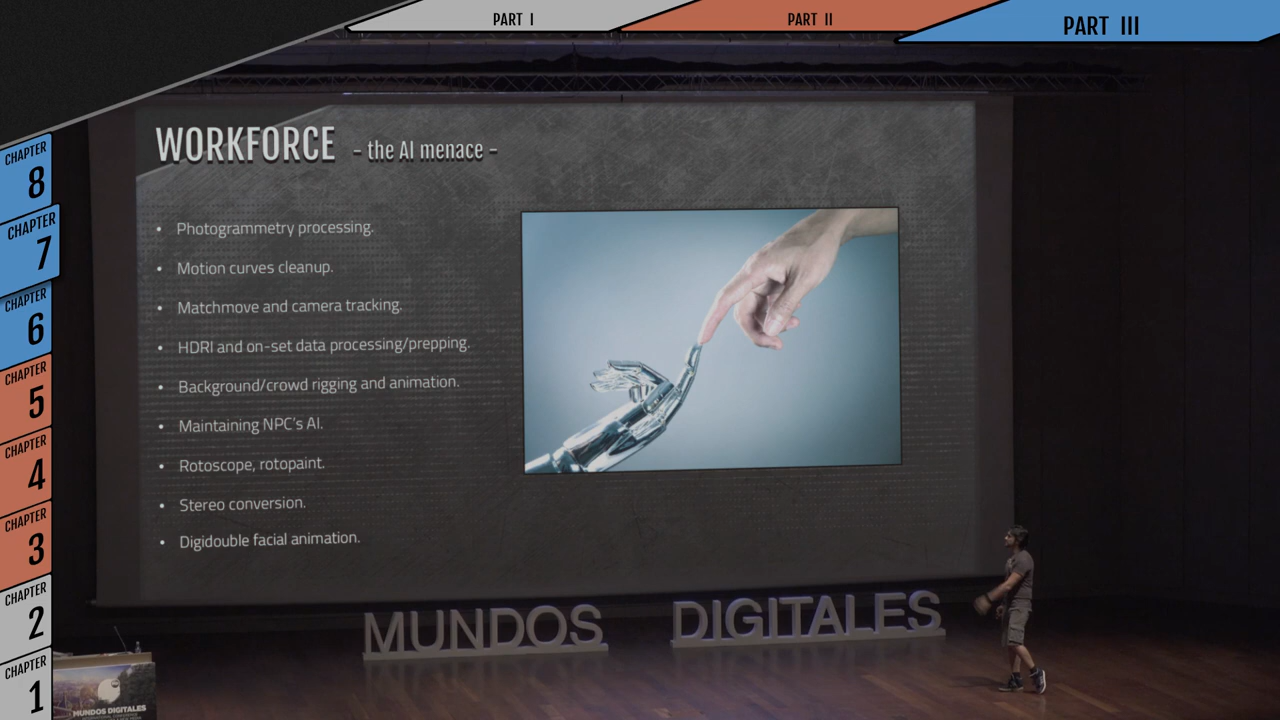 PART I
PART II
PART III
WORKFORCE - the AI menace -
• Photogrammetry processing.
• Motion curves cleanup.
• Matchmove and camera tracking.
• HDRI and on-set data processing/prepping.
• Background/crowd rigging and animation.
• Maintaining NPC's AI.
• Rotoscope, rotopaint.
• Stereo conversion.
• Digidouble facial animation.
CHAPTER
8
CHAPTER
7
CHAPTER
6
CHAPTER
5
CHAPTER
4
CHAPTER
3
CHAPTER
2
CHAPTER
1
MUNDOS DIGITALES
MUNDOS DIGITALES